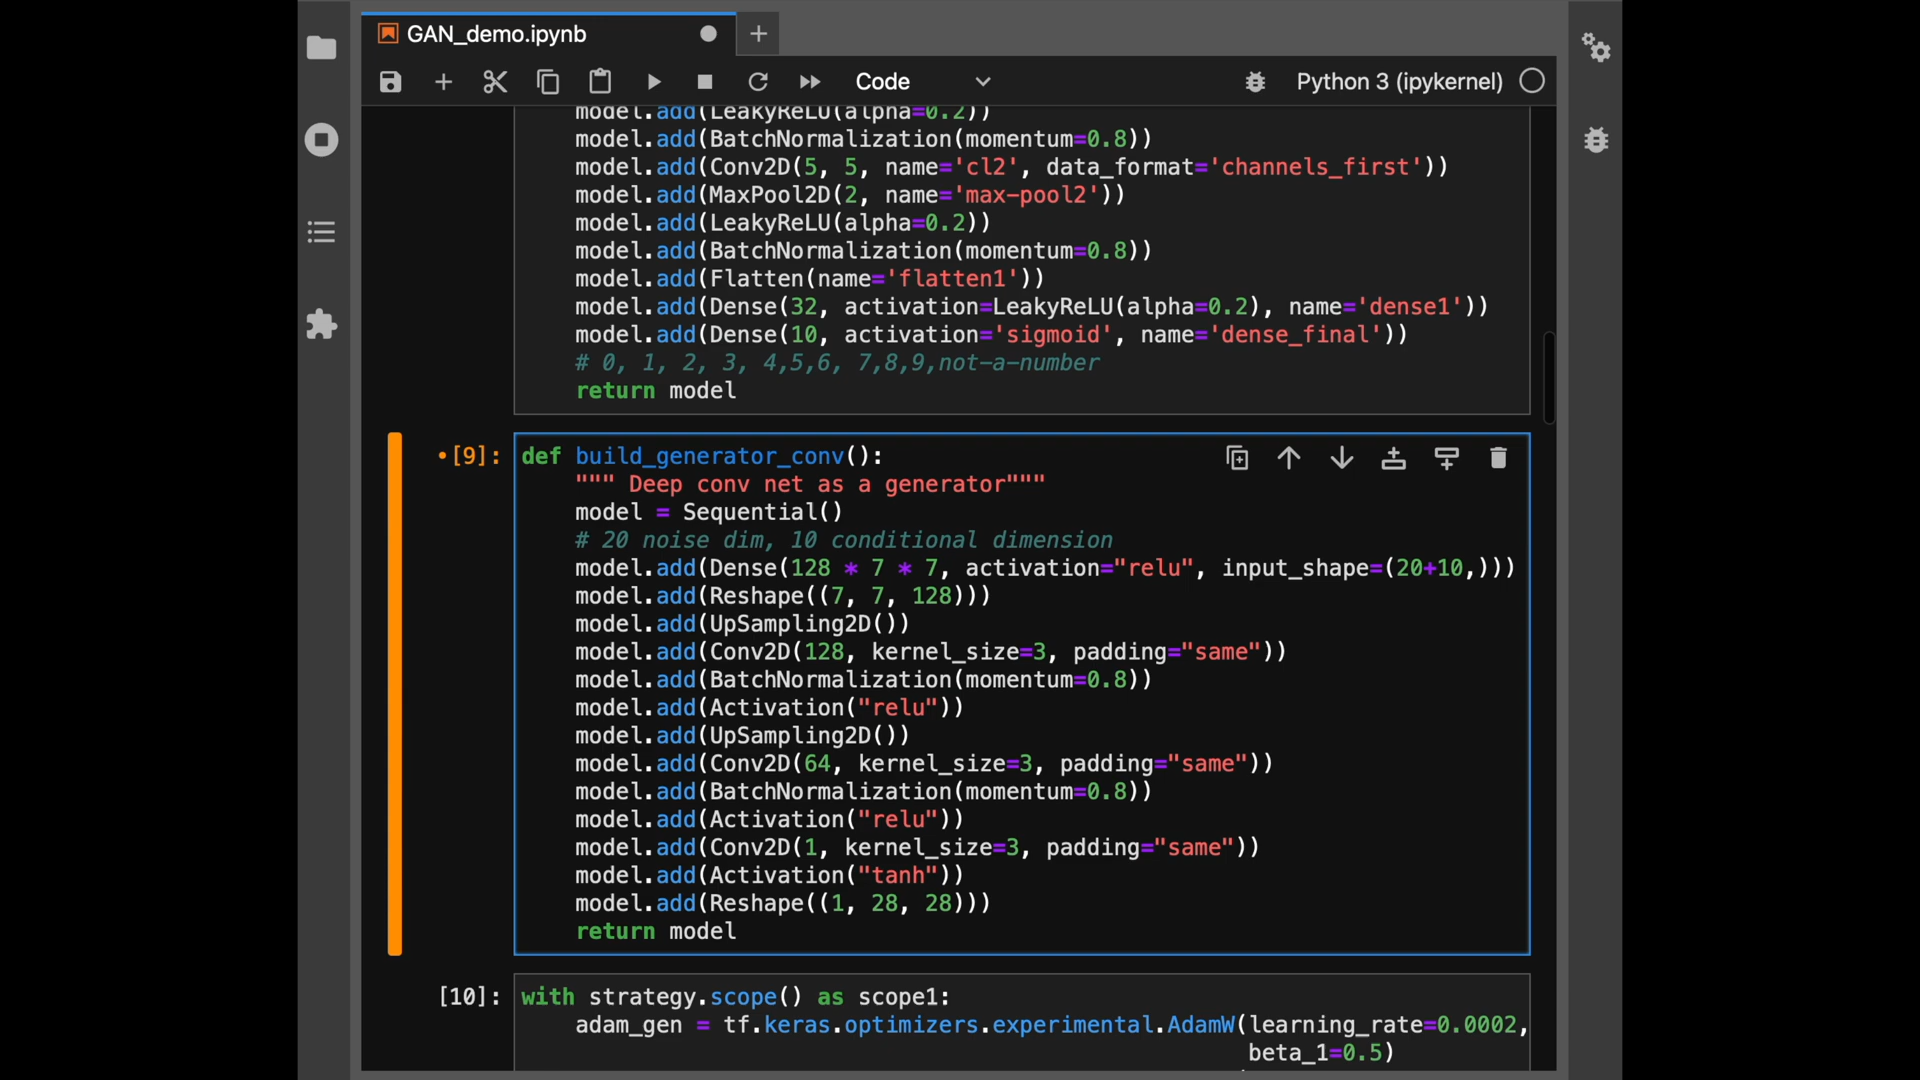 GAN_demo.ipynb
Code
Python 3 (ipykernel)
model.add(LeakyReLU(alpha=0.2))
model.add(BatchNormalization(momentum=0.8))
model.add(Conv2D(5, 5, name='cl2', data_format='channels_first'))
model.add(MaxPool2D(2, name='max-pool2'))
model.add(LeakyReLU(alpha=0.2))
model.add(BatchNormalization(momentum=0.8))
model.add(Flatten(name='flatten1'))
model.add(Dense(32, activation=LeakyReLU(alpha=0.2), name='dense1'))
model.add(Dense(10, activation='sigmoid', name='dense_final'))
# 0, 1, 2, 3, 4,5,6, 7,8,9,not-a-number
return model
•[9]: def build_generator_conv():
""" Deep conv net as a generator"""
model = Sequential()
# 20 noise dim, 10 conditional dimension
model.add(Dense(128 * 7 * 7, activation="relu", input_shape=(20+10,)))
model.add(Reshape((7, 7, 128)))
model.add(UpSampling2D())
model.add(Conv2D(128, kernel_size=3, padding="same"))
model.add(BatchNormalization(momentum=0.8))
model.add(Activation("relu"))
model.add(UpSampling2D())
model.add(Conv2D(64, kernel_size=3, padding="same"))
model.add(BatchNormalization(momentum=0.8))
model.add(Activation("relu"))
model.add(Conv2D(1, kernel_size=3, padding="same"))
model.add(Activation("tanh"))
model.add(Reshape((1, 28, 28)))
return model
[10]: with strategy.scope() as scope1:
adam_gen = tf.keras.optimizers.experimental.AdamW(learning_rate=0.0002,
beta_1=0.5)